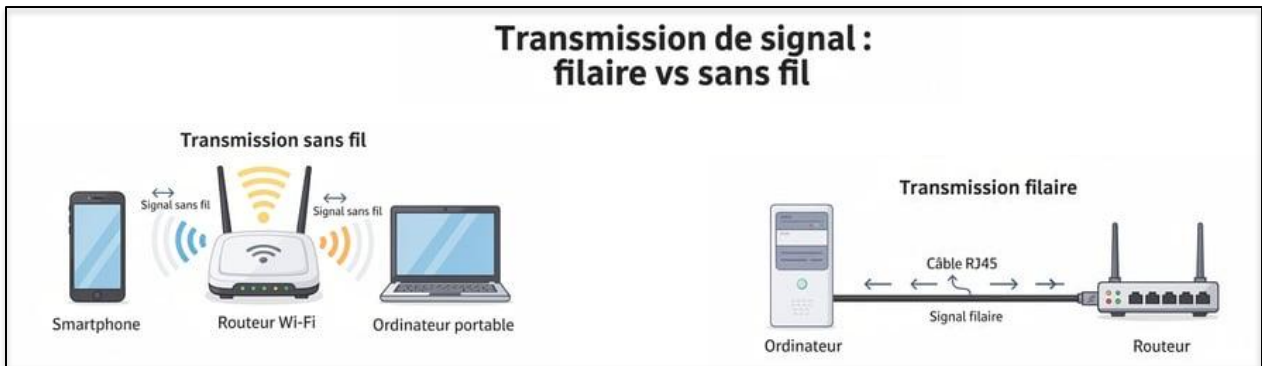 Transmission de signal :
filaire vs sans fil
Transmission sans fil
Signal sans fil
Signal sans fil
Smartphone
Routeur Wi-Fi
Ordinateur portable
Transmission filaire
Câble RJ45
Signal filaire
Ordinateur
Routeur